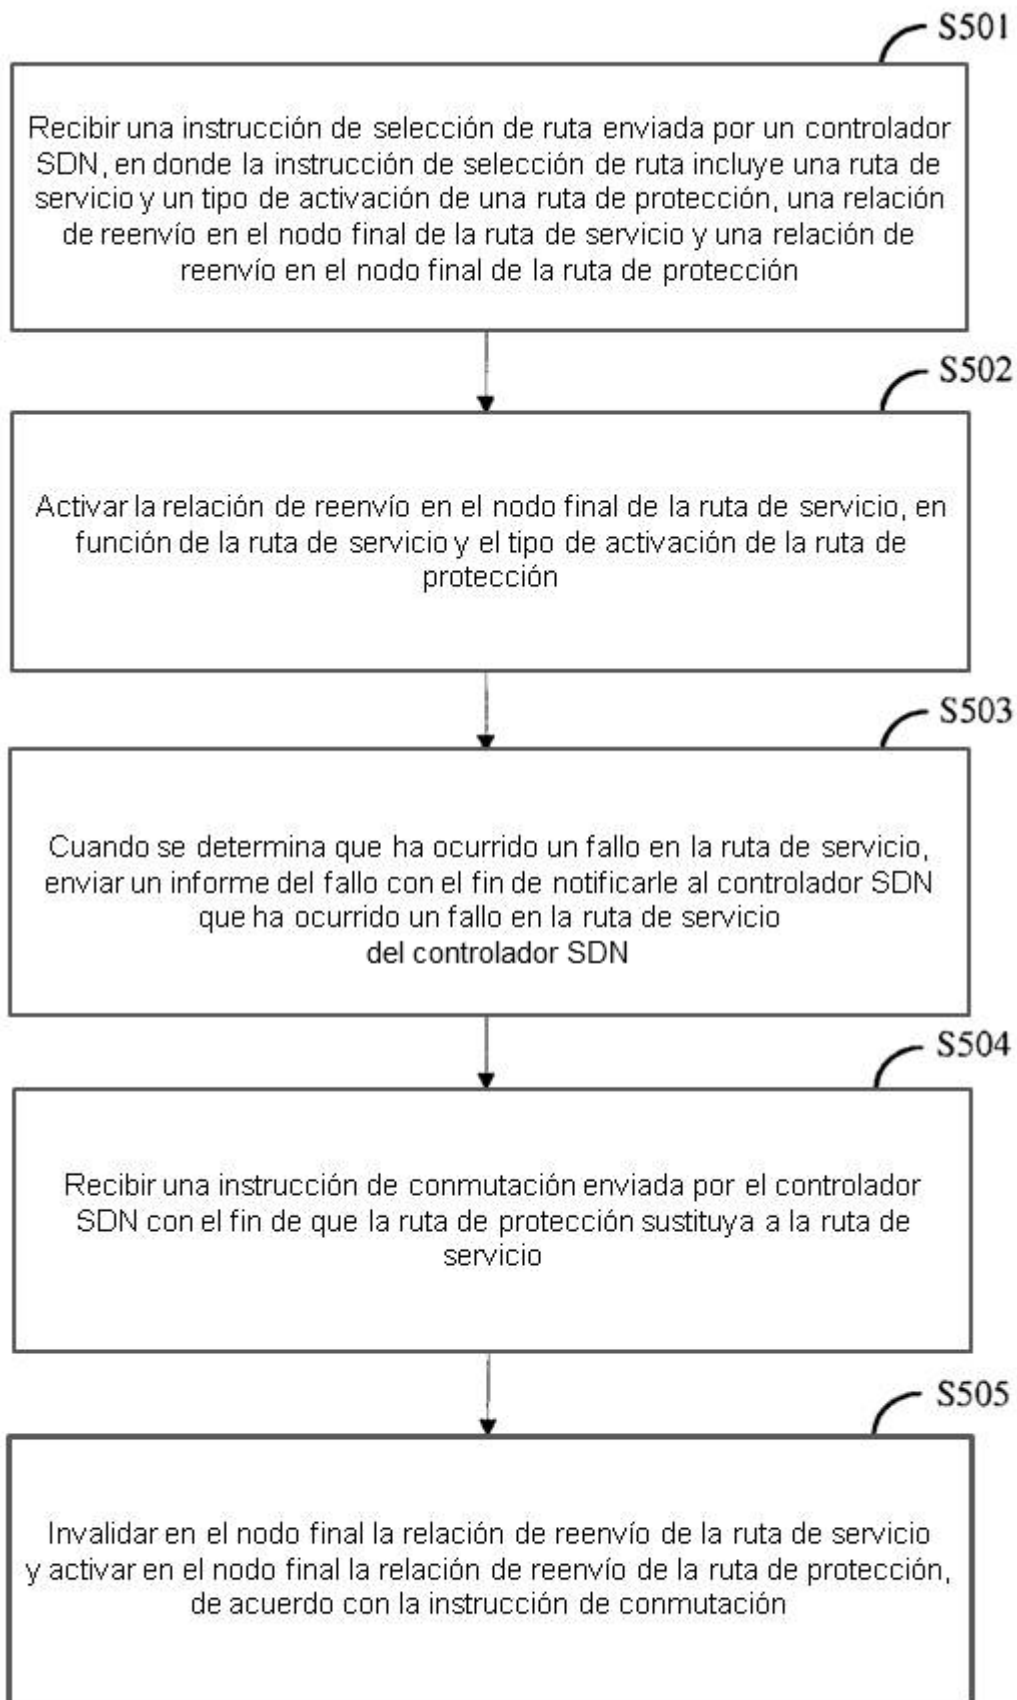 S501
Recibir una instrucción de selección de ruta enviada por un controlador
SDN, en donde la instrucción de selección de ruta incluye una ruta de
servicio y un tipo de activación de una ruta de protección, una relación
de reenvío en el nodo final de la ruta de servicio y una relación de
reenvío en el nodo final de la ruta de protección
S502
Activar la relación de reenvío en el nodo final de la ruta de servicio, en
función de la ruta de servicio y el tipo de activación de la ruta de
protección
S503
Cuando se determina que ha ocurrido un fallo en la ruta de servicio,
enviar un informe del fallo con el fin de notificarle al controlador SDN
que ha ocurrido un fallo en la ruta de servicio
del controlador SDN
S504
Recibir una instrucción de conmutación enviada por el controlador
SDN con el fin de que la ruta de protección sustituya a la ruta de
servicio
S505
Invalidar en el nodo final la relación de reenvío de la ruta de servicio
y activar en el nodo final la relación de reenvío de la ruta de protección,
de acuerdo con la instrucción de conmutación